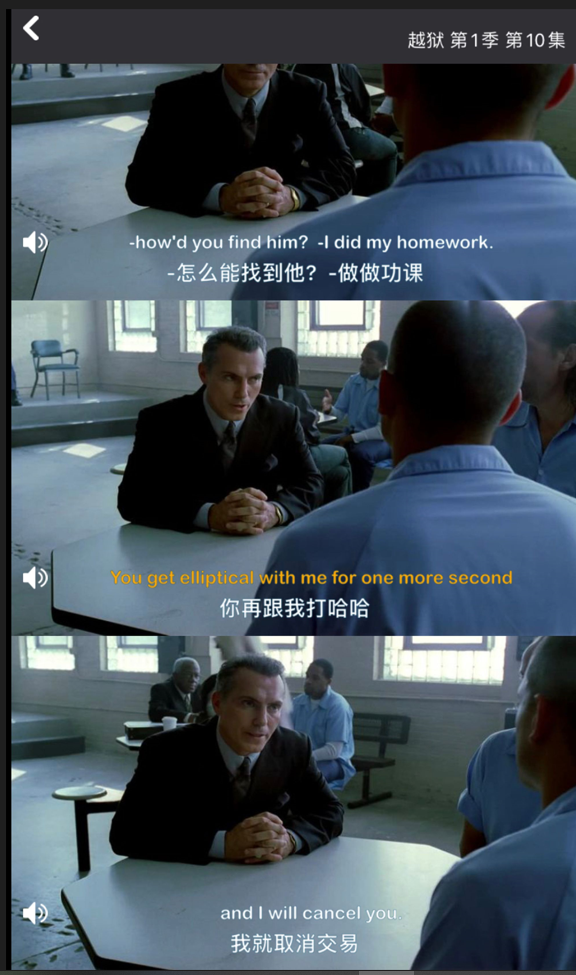 越狱 第1季 第10集
-how'd you find him? -I did my homework.
-怎么能找到他？-做做功课
You get elliptical with me for one more second
你再跟我打哈哈
and I will cancel you.
我就取消交易